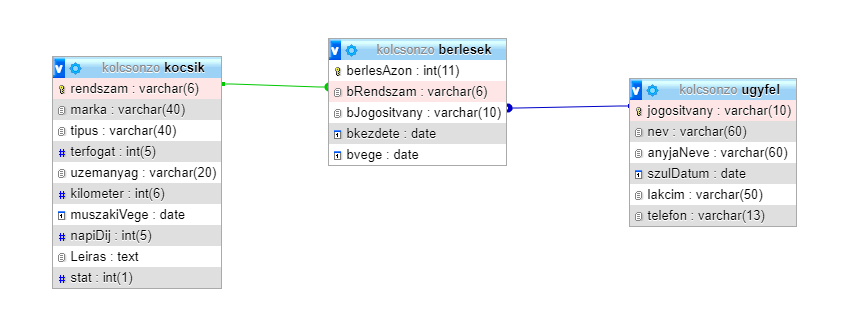 kolcsonzo kocsik
rendszam : varchar(6)
marka : varchar(40)
tipus : varchar(40)
terfogat : int(5)
uzemanyag : varchar(20)
kilometer : int(6)
muszakiVege : date
napiDij : int(5)
Leiras : text
stat : int(1)
kolcsonzo berlesek
berlesAzon : int(11)
bRendszam : varchar(6)
bJogositvany : varchar(10)
bkezdete : date
bvege : date
kolcsonzo ugyfel
jogositvany : varchar(10)
nev : varchar(60)
anyjaNeve : varchar(60)
szulDatum : date
lakcim : varchar(50)
telefon : varchar(13)